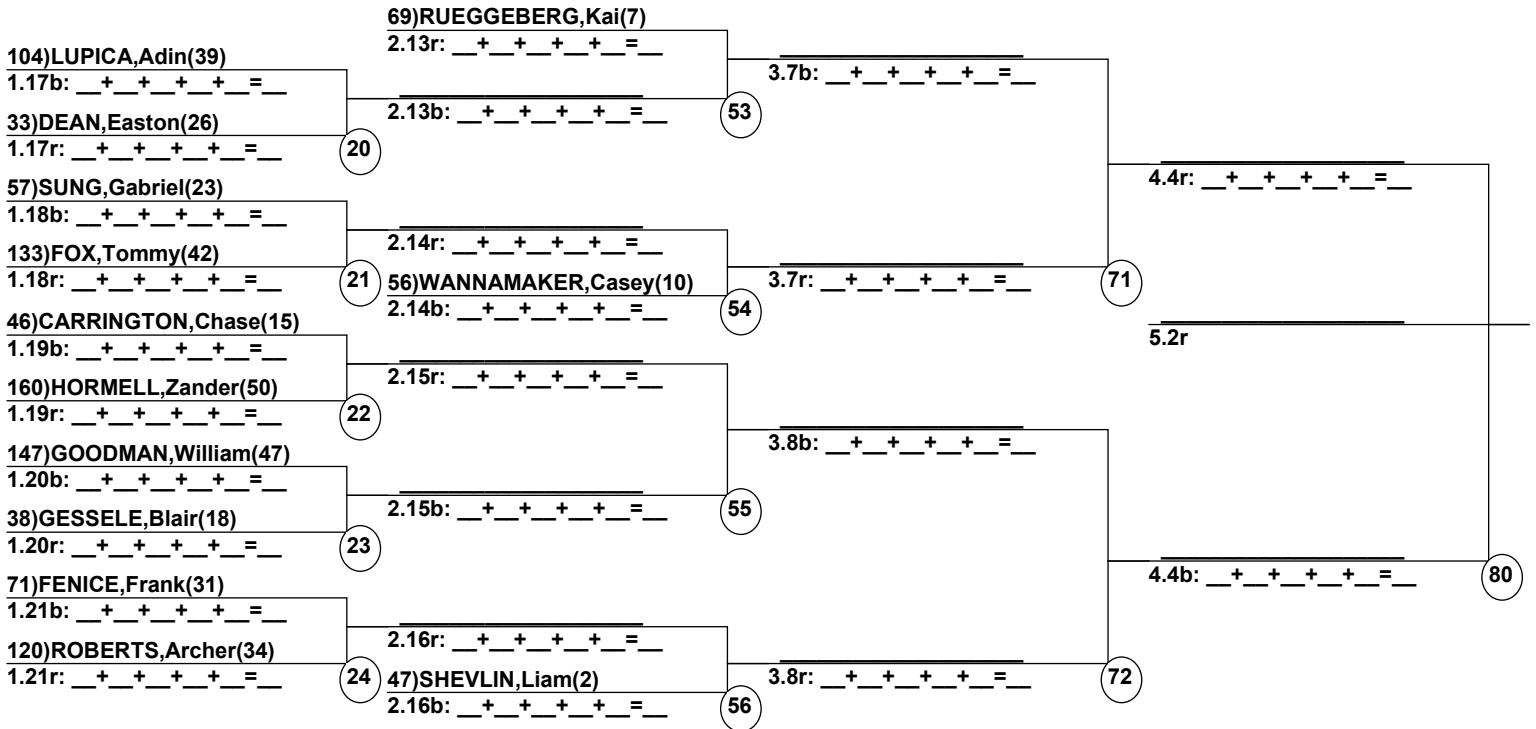 69)RUEGGEBERG,Kai(7)
2.13r: __+__+__+__+__=__
104)LUPICA,Adin(39)
1.17b: __+__+__+__+__=__
3.7b: __+__+__+__+__=__
2.13b: __+__+__+__+__=__
53
33)DEAN,Easton(26)
1.17r: __+__+__+__+__=__
20
4.4r: __+__+__+__+__=__
57)SUNG,Gabriel(23)
1.18b: __+__+__+__+__=__
2.14r: __+__+__+__+__=__
133)FOX,Tommy(42)
1.18r: __+__+__+__+__=__
21
56)WANNAMAKER,Casey(10)
2.14b: __+__+__+__+__=__
54
3.7r: __+__+__+__+__=__
71
46)CARRINGTON,Chase(15)
1.19b: __+__+__+__+__=__
5.2r
2.15r: __+__+__+__+__=__
160)HORMELL,Zander(50)
1.19r: __+__+__+__+__=__
22
3.8b: __+__+__+__+__=__
147)GOODMAN,William(47)
1.20b: __+__+__+__+__=__
2.15b: __+__+__+__+__=__
55
38)GESSELE,Blair(18)
1.20r: __+__+__+__+__=__
23
4.4b: __+__+__+__+__=__
80
71)FENICE,Frank(31)
1.21b: __+__+__+__+__=__
2.16r: __+__+__+__+__=__
120)ROBERTS,Archer(34)
1.21r: __+__+__+__+__=__
24
47)SHEVLIN,Liam(2)
2.16b: __+__+__+__+__=__
56
3.8r: __+__+__+__+__=__
72